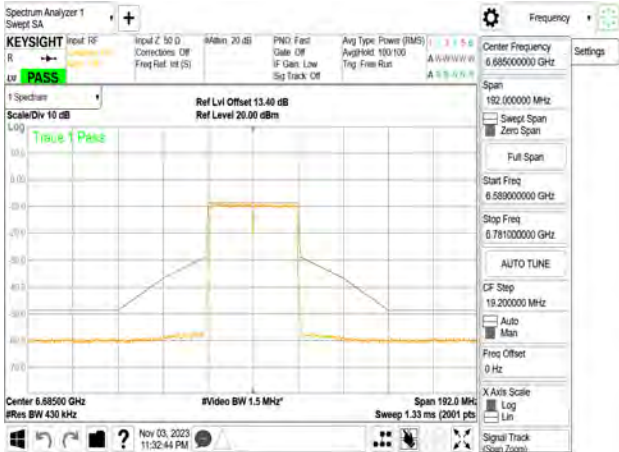 Spectrum Analyzer 1
Swept SA
+
Frequency
KEYSIGHT
Input: RF
Input Z: 50 Ω
#Atten: 20 dB
PNO: Fast
Avg Type: Power (RMS)
Corrections: Off
Gate: Off
Avg|Hold: 100/100
Freq Ref: Int (S)
IF Gain: Low
Trig: Free Run
Sig Track: Off
LV PASS
Center Frequency
6.685000000 GHz
Settings
Span
192.000000 MHz
Swept Span
Zero Span
Full Span
Start Freq
6.589000000 GHz
Stop Freq
6.781000000 GHz
AUTO TUNE
CF Step
19.200000 MHz
Auto
Man
Freq Offset
0 Hz
X Axis Scale
Log
Lin
Signal Track
(Span Zoom)
1 Spectrum
Scale/Div 10 dB
Ref Lvl Offset 13.40 dB
Ref Level 20.00 dBm
Log
Trace 1 Pass
Center 6.68500 GHz
#Video BW 1.5 MHz*
Span 192.0 MHz
#Res BW 430 kHz
Sweep 1.33 ms (2001 pts
?
Nov 03, 2023
11:32:44 PM